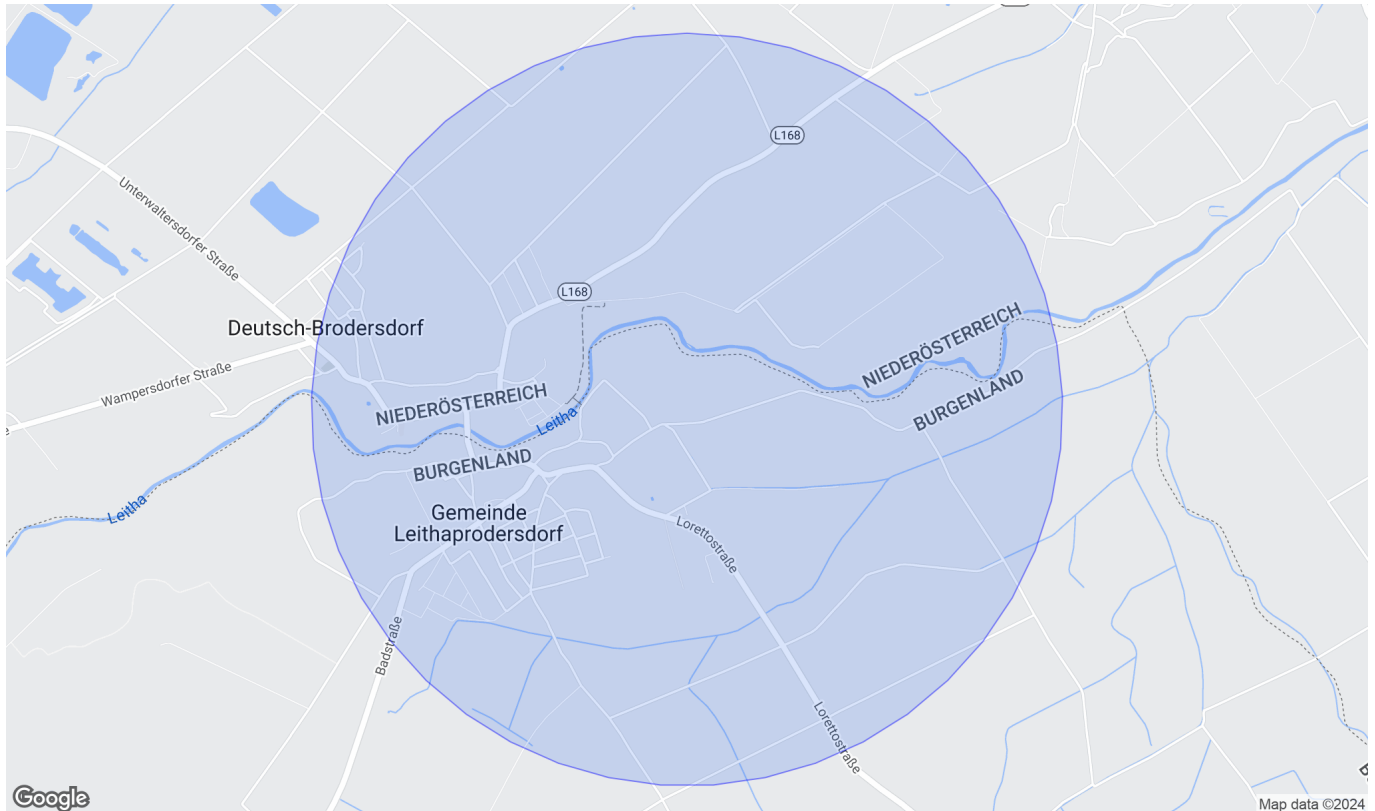 L168
Unterwaltersdorfer Straße
L168
Deutsch-Brodersdorf
NIEDERÖSTERREICH
Wampersdorfer Straße
NIEDERÖSTERREICH
BURGENLAND
Leitha
BURGENLAND
Leitha
Gemeinde
Leithaprodersdorf
Lorettostraße
Badstraße
Lorettostraße
Google
Map data ©2024